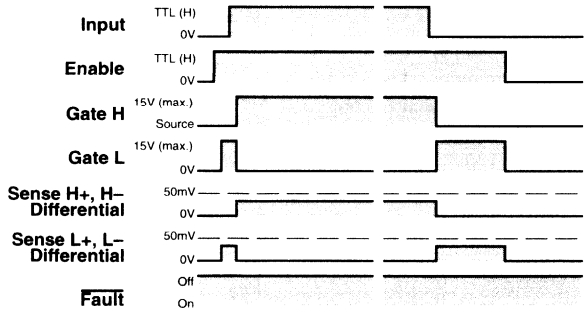 Input TTL (H)
0V
Enable TTL (H)
0V
Gate H 15V (max.)
Source
Gate L 15V (max.)
0V
Sense H+, H– 50mV
Differential 0V
Sense L+, L– 50mV
Differential 0V
Off
Fault On